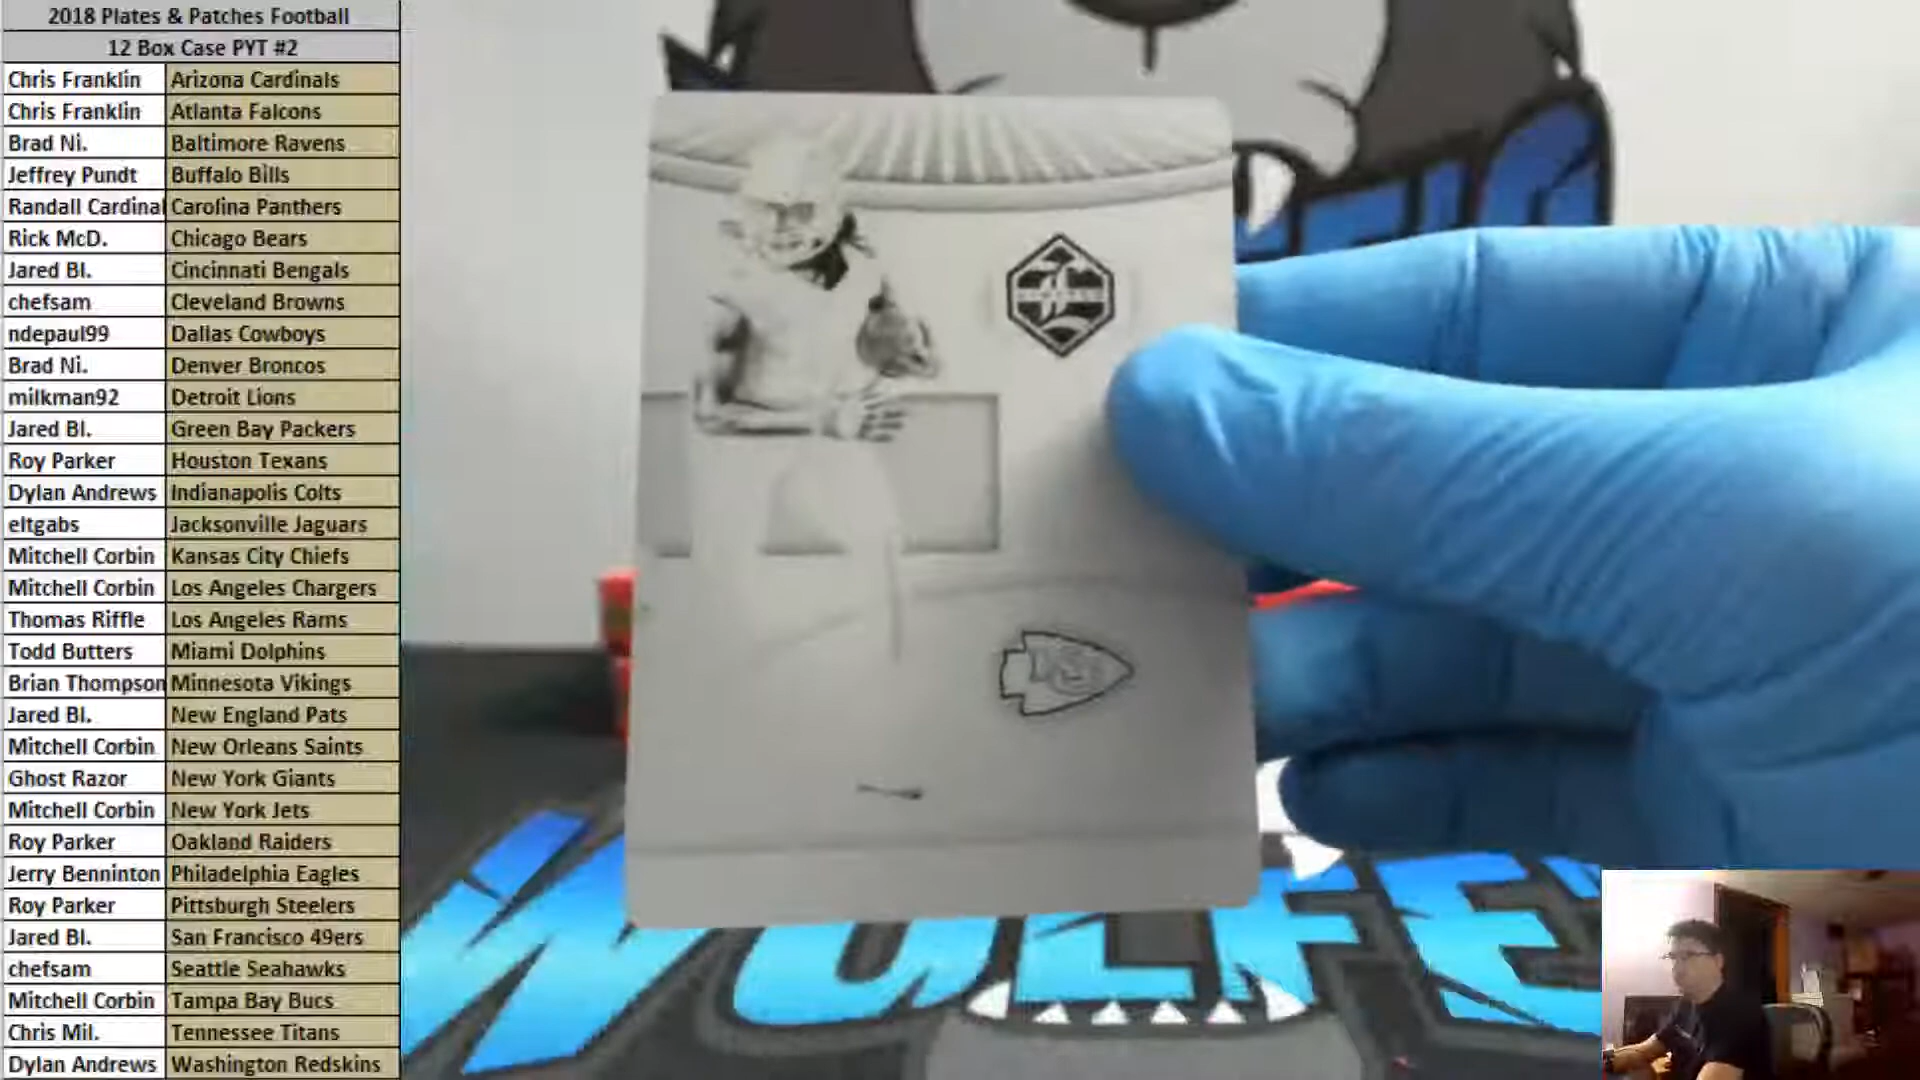 2018 Plates & Patches Football
12 Box Case PYT #2
Chris Franklin Arizona Cardinals
Chris Franklin Atlanta Falcons
Brad Ni. Baltimore Ravens
Jeffrey Pundt Buffalo Bills
Randall Cardinal Carolina Panthers
Rick McD. Chicago Bears
Jared Bl. Cincinnati Bengals
chefsam Cleveland Browns
ndepaul99 Dallas Cowboys
Brad Ni. Denver Broncos
milkman92 Detroit Lions
Jared Bl. Green Bay Packers
Roy Parker Houston Texans
Dylan Andrews Indianapolis Colts
eltgabs Jacksonville Jaguars
Mitchell Corbin Kansas City Chiefs
Mitchell Corbin Los Angeles Chargers
Thomas Riffle Los Angeles Rams
Todd Butters Miami Dolphins
Brian Thompson Minnesota Vikings
Jared Bl. New England Pats
Mitchell Corbin New Orleans Saints
Ghost Razor New York Giants
Mitchell Corbin New York Jets
Roy Parker Oakland Raiders
Jerry Benninton Philadelphia Eagles
Roy Parker Pittsburgh Steelers
Jared Bl. San Francisco 49ers
chefsam Seattle Seahawks
Mitchell Corbin Tampa Bay Bucs
Chris Mil. Tennessee Titans
Dylan Andrews Washington Redskins
KC